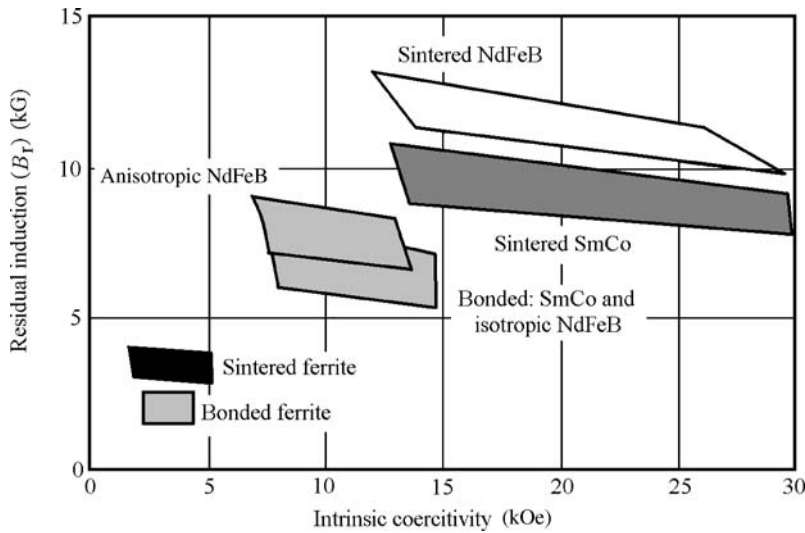 15
Sintered NdFeB
Anisotropic NdFeB
10
Sintered SmCo
Bonded: SmCo and
isotropic NdFeB
5
Sintered ferrite
Bonded ferrite
0
0 5 10 15 20 25 30
Residual induction (Br) (kG)
Intrinsic coercitivity (kOe)